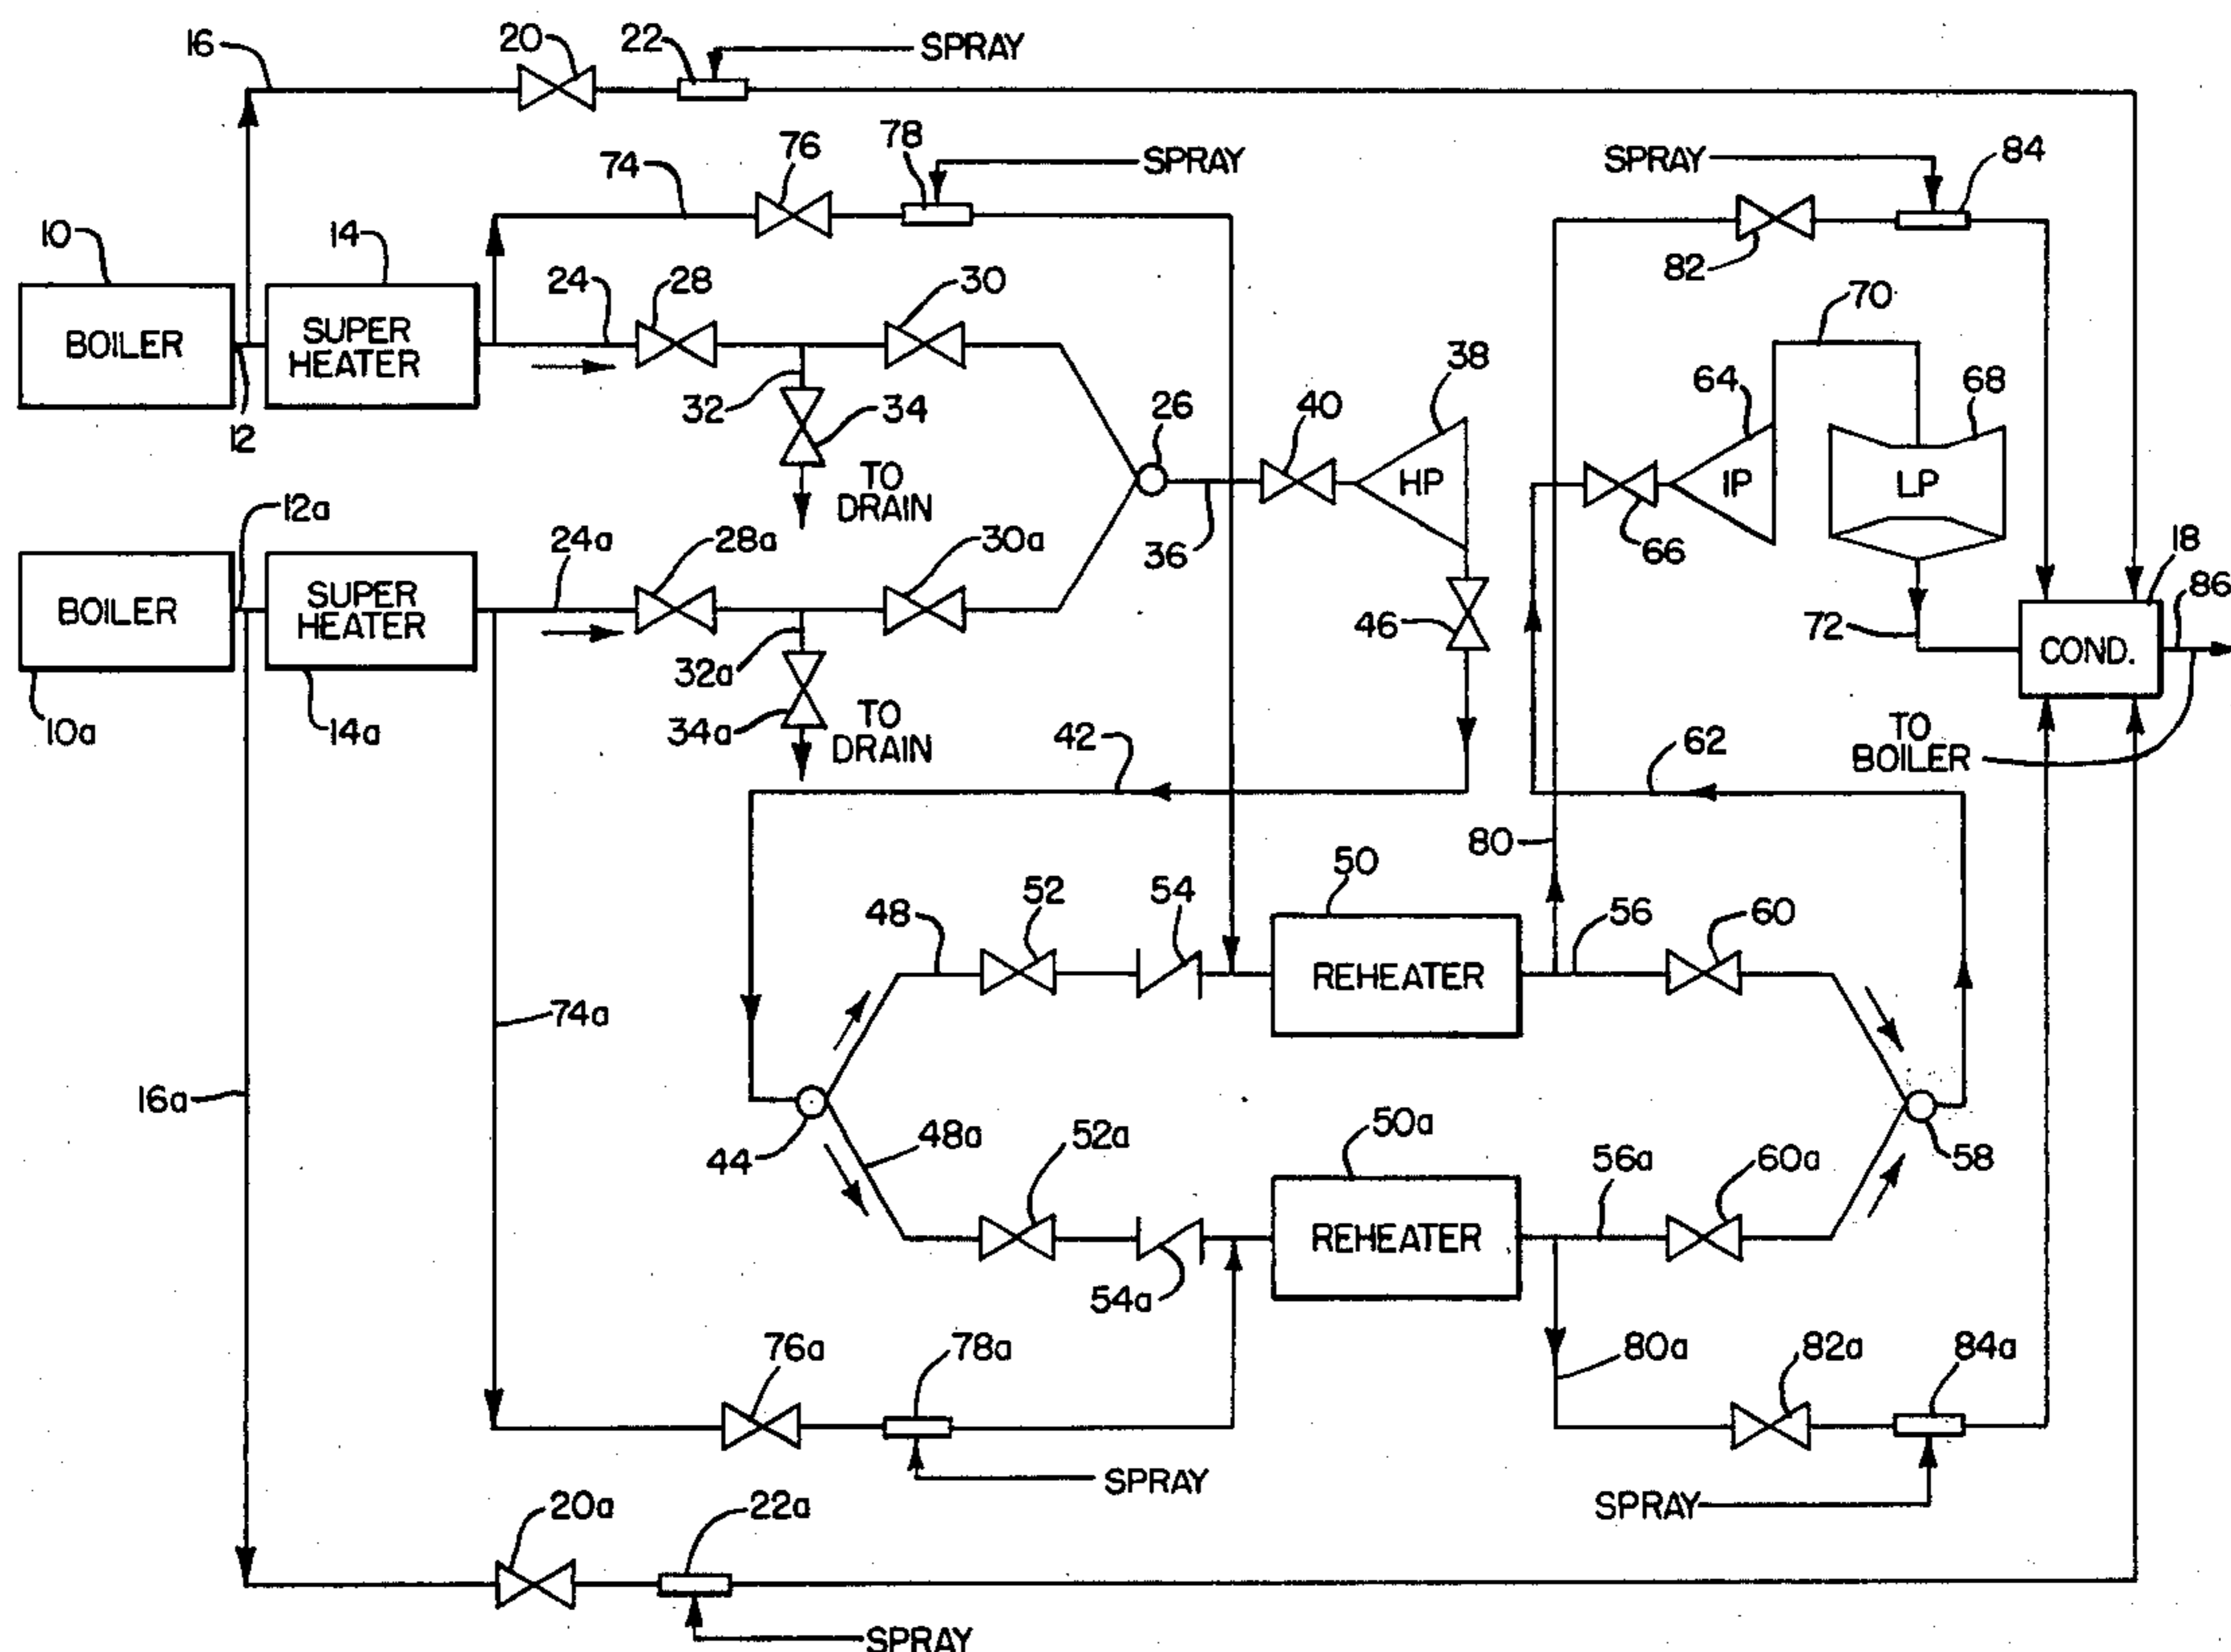 16
20
22
SPRAY
74
76
78
SPRAY
SPRAY
84
10
14
24
28
30
82
70
BOILER
SUPER
HEATER
12
32
34
TO
DRAIN
26
40
38
HP
64
IP
68
LP
12a
24a
28a
30a
36
66
18
86
BOILER
SUPER
HEATER
32a
46
72
COND.
10a
14a
34a
TO
DRAIN
42
62
TO
BOILER
80
48
52
54
50
56
60
REHEATER
74a
16a
44
48a
52a
50a
56a
60a
58
REHEATER
54a
76a
78a
80a
82a
84a
SPRAY
SPRAY
20a
22a
SPRAY